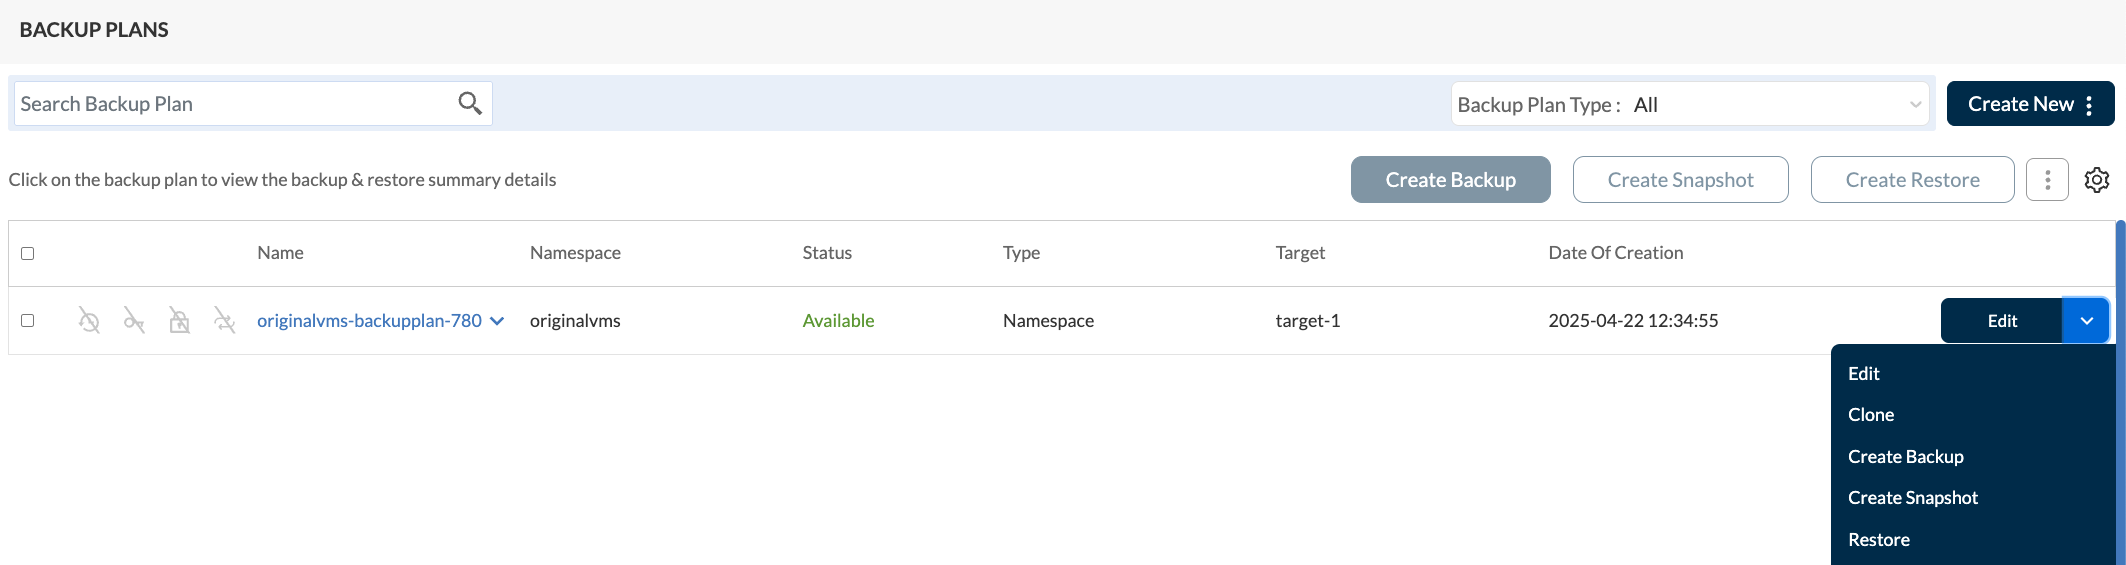 BACKUP PLANS
Search Backup Plan
Backup Plan Type : All
Create New
Click on the backup plan to view the backup & restore summary details
Create Backup
Create Snapshot
Create Restore
Name Namespace Status Type Target Date Of Creation
originalvms-backupplan-780 originalvms Available Namespace target-1 2025-04-22 12:34:55 Edit
Edit
Clone
Create Backup
Create Snapshot
Restore